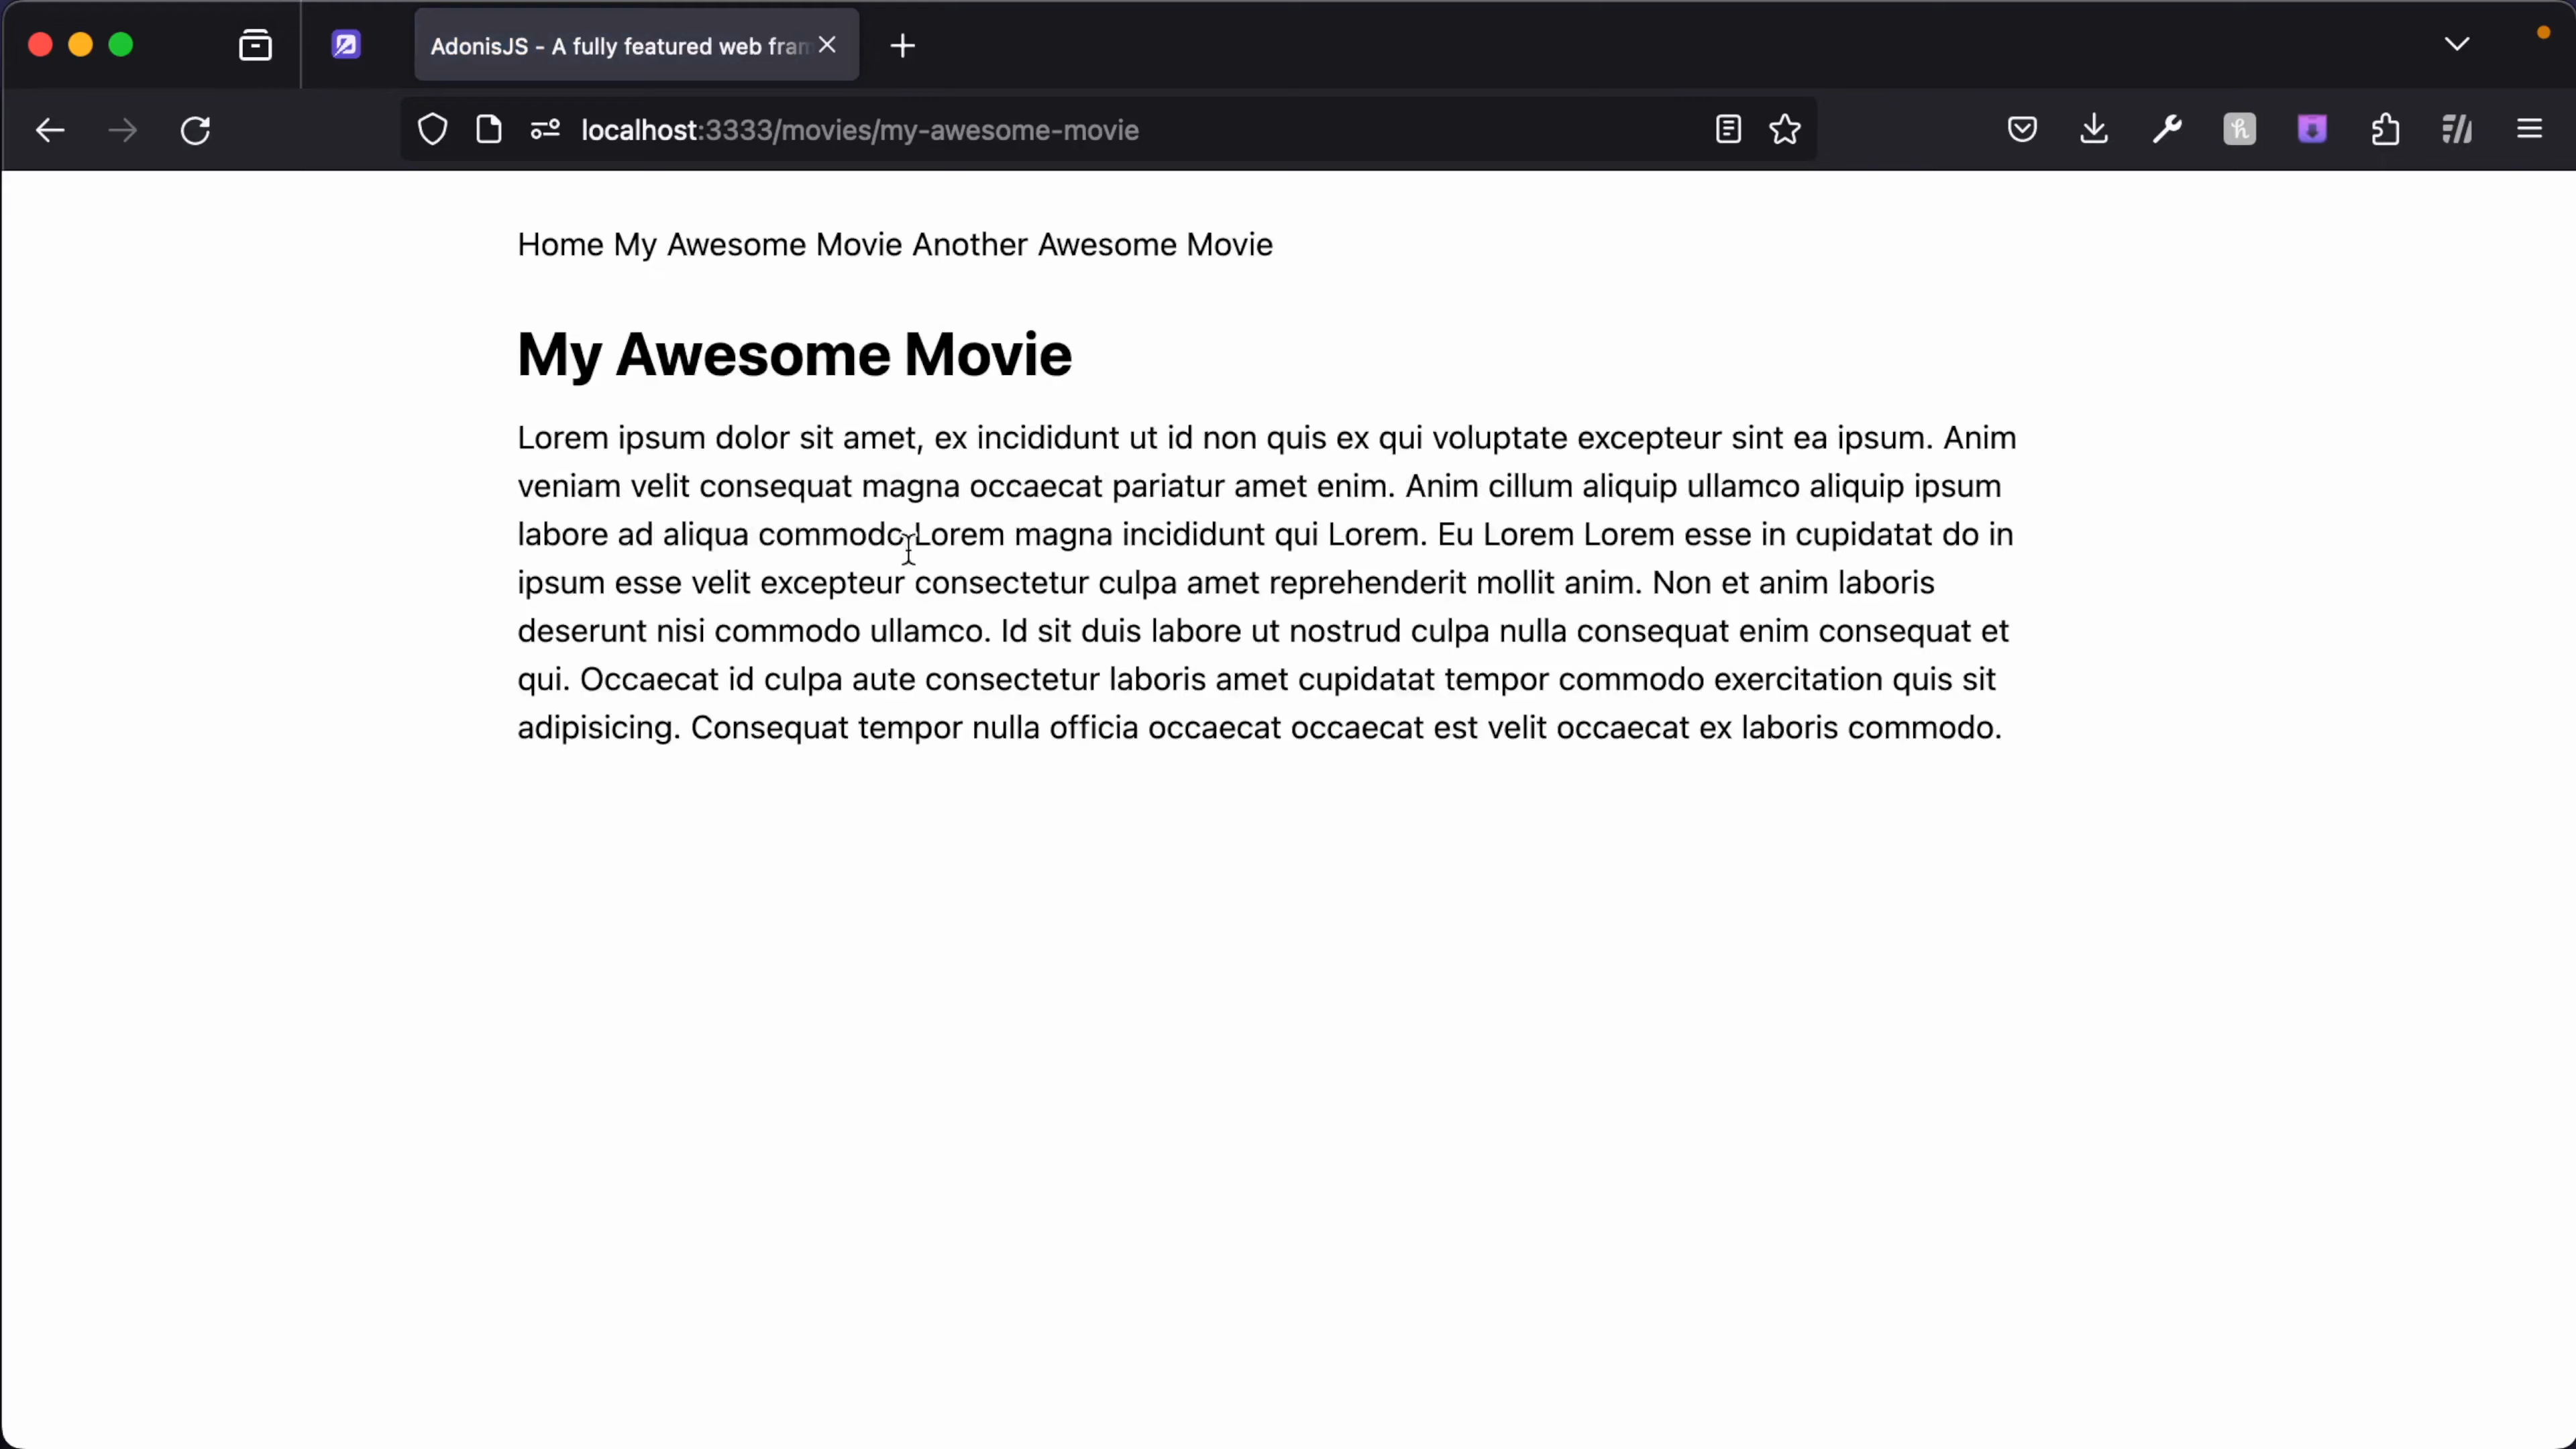 AdonisJS - A fully featured web fram
localhost:3333/movies/my-awesome-movie
Home My Awesome Movie Another Awesome Movie
My Awesome Movie
Lorem ipsum dolor sit amet, ex incididunt ut id non quis ex qui voluptate excepteur sint ea ipsum. Anim
veniam velit consequat magna occaecat pariatur amet enim. Anim cillum aliquip ullamco aliquip ipsum
labore ad aliqua commodo Lorem magna incididunt qui Lorem. Eu Lorem Lorem esse in cupidatat do in
ipsum esse velit excepteur consectetur culpa amet reprehenderit mollit anim. Non et anim laboris
deserunt nisi commodo ullamco. Id sit duis labore ut nostrud culpa nulla consequat enim consequat et
qui. Occaecat id culpa aute consectetur laboris amet cupidatat tempor commodo exercitation quis sit
adipisicing. Consequat tempor nulla officia occaecat occaecat est velit occaecat ex laboris commodo.